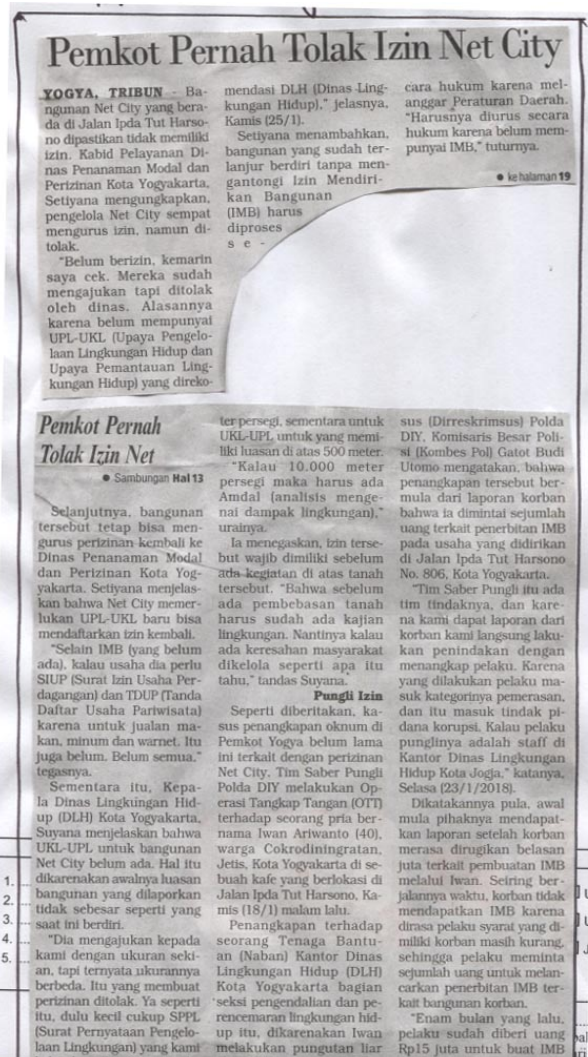 Pemkot Pernah Tolak Izin Net City
YOGYA, TRIBUN - Ba-
ngunan Net City yang bera-
da di Jalan Ipda Tut Harso-
no dipastikan tidak memiliki
izin. Kabid Pelayanan Di-
nas Penanaman Modal dan
Perizinan Kota Yogyakarta,
Setiyana mengungkapkan,
pengelola Net City sempat
mengurus izin, namun di-
tolak.
"Belum berizin, kemarin
saya cek. Mereka sudah
mengajukan tapi ditolak
oleh dinas. Alasannya
karena belum mempunyai
UPL-UKL (Upaya Pengelo-
laan Lingkungan Hidup dan
Upaya Pemantauan Ling-
kungan Hidup) yang direko-
mendasi DLH (Dinas Ling-
kungan Hidup)," jelasnya,
Kamis (25/1).
Setiyana menambahkan,
bangunan yang sudah ter-
lanjur berdiri tanpa men-
gantongi Izin Mendiri-
kan Bangunan
(IMB) harus
diproses
s e -
cara hukum karena mel-
anggar Peraturan Daerah.
"Harusnya diurus secara
hukum karena belum mem-
punyai IMB," tuturnya.
● ke halaman 19
Pemkot Pernah
Tolak Izin Net
● Sambungan Hal 13
Selanjutnya, bangunan
tersebut tetap bisa men-
gurus perizinan kembali ke
Dinas Penanaman Modal
dan Perizinan Kota Yog-
yakarta. Setiyana menjelas-
kan bahwa Net City memer-
lukan UPL-UKL baru bisa
mendaftarkan izin kembali.
"Selain IMB (yang belum
ada), kalau usaha dia perlu
SIUP (Surat Izin Usaha Per-
dagangan) dan TDUP (Tanda
Daftar Usaha Pariwisata)
karena untuk jualan ma-
kan, minum dan warnet. Itu
juga belum. Belum semua,"
tegasnya.
Sementara itu, Kepa-
la Dinas Lingkungan Hid-
up (DLH) Kota Yogyakarta,
Suyana menjelaskan bahwa
UKL-UPL untuk bangunan
Net City belum ada. Hal itu
dikarenakan awalnya luasan
bangunan yang dilaporkan
tidak sebesar seperti yang
saat ini berdiri.
"Dia mengajukan kepada
kami dengan ukuran seki-
an, tapi ternyata ukurannya
berbeda. Itu yang membuat
perizinan ditolak. Ya seperti
itu, dulu kecil cukup SPPL
(Surat Pernyataan Pengelo-
laan Lingkungan) yang kami
ter persegi, sementara untuk
UKL-UPL untuk yang memi-
liki luasan di atas 500 meter.
"Kalau 10.000 meter
persegi maka harus ada
Amdal (analisis menge-
nai dampak lingkungan),"
urainya.
Ia menegaskan, izin terse-
but wajib dimiliki sebelum
ada kegiatan di atas tanah
tersebut. "Bahwa sebelum
ada pembebasan tanah
harus sudah ada kajian
lingkungan. Nantinya kalau
ada keresahan masyarakat
dikelola seperti apa itu
tahu," tandas Suyana.
Pungli Izin
Seperti diberitakan, ka-
sus penangkapan oknum di
Pemkot Yogya belum lama
ini terkait dengan perizinan
Net City. Tim Saber Pungli
Polda DIY melakukan Op-
erasi Tangkap Tangan (OTT)
terhadap seorang pria ber-
nama Iwan Ariwanto (40),
warga Cokrodiningratan,
Jetis, Kota Yogyakarta di se-
buah kafe yang berlokasi di
Jalan Ipda Tut Harsono, Ka-
mis (18/1) malam lalu.
Penangkapan terhadap
seorang Tenaga Bantu-
an (Naban) Kantor Dinas
Lingkungan Hidup (DLH)
Kota Yogyakarta bagian
seksi pengendalian dan pe-
rencemaran lingkungan hid-
up itu, dikarenakan Iwan
melakukan pungutan liar
sus (Dirreskrimsus) Polda
DIY, Komisaris Besar Poli-
si (Kombes Pol) Gatot Budi
Utomo mengatakan, bahwa
penangkapan tersebut ber-
mula dari laporan korban
bahwa ia dimintai sejumlah
uang terkait penerbitan IMB
pada usaha yang didirikan
di Jalan Ipda Tut Harsono
No. 806, Kota Yogyakarta.
"Tim Saber Pungli itu ada
tim tindaknya, dan kare-
na kami dapat laporan dari
korban kami langsung laku-
kan penindakan dengan
menangkap pelaku. Karena
yang dilakukan pelaku ma-
suk kategorinya pemerasan,
dan itu masuk tindak pi-
dana korupsi. Kalau pelaku
punglinya adalah staff di
Kantor Dinas Lingkungan
Hidup Kota Jogja," katanya,
Selasa (23/1/2018).
Dikatakannya pula, awal
mula pihaknya mendapat-
kan laporan setelah korban
merasa dirugikan belasan
juta terkait pembuatan IMB
melalui Iwan. Seiring ber-
jalannya waktu, korban tidak
mendapatkan IMB karena
dirasa pelaku syarat yang di-
miliki korban masih kurang,
sehingga pelaku meminta
sejumlah uang untuk melan-
carkan penerbitan IMB ter-
kait bangunan korban.
"Enam bulan yang lalu,
pelaku sudah diberi uang
Rp15 juta untuk buat IMB
1.
2.
3.
4.
5.